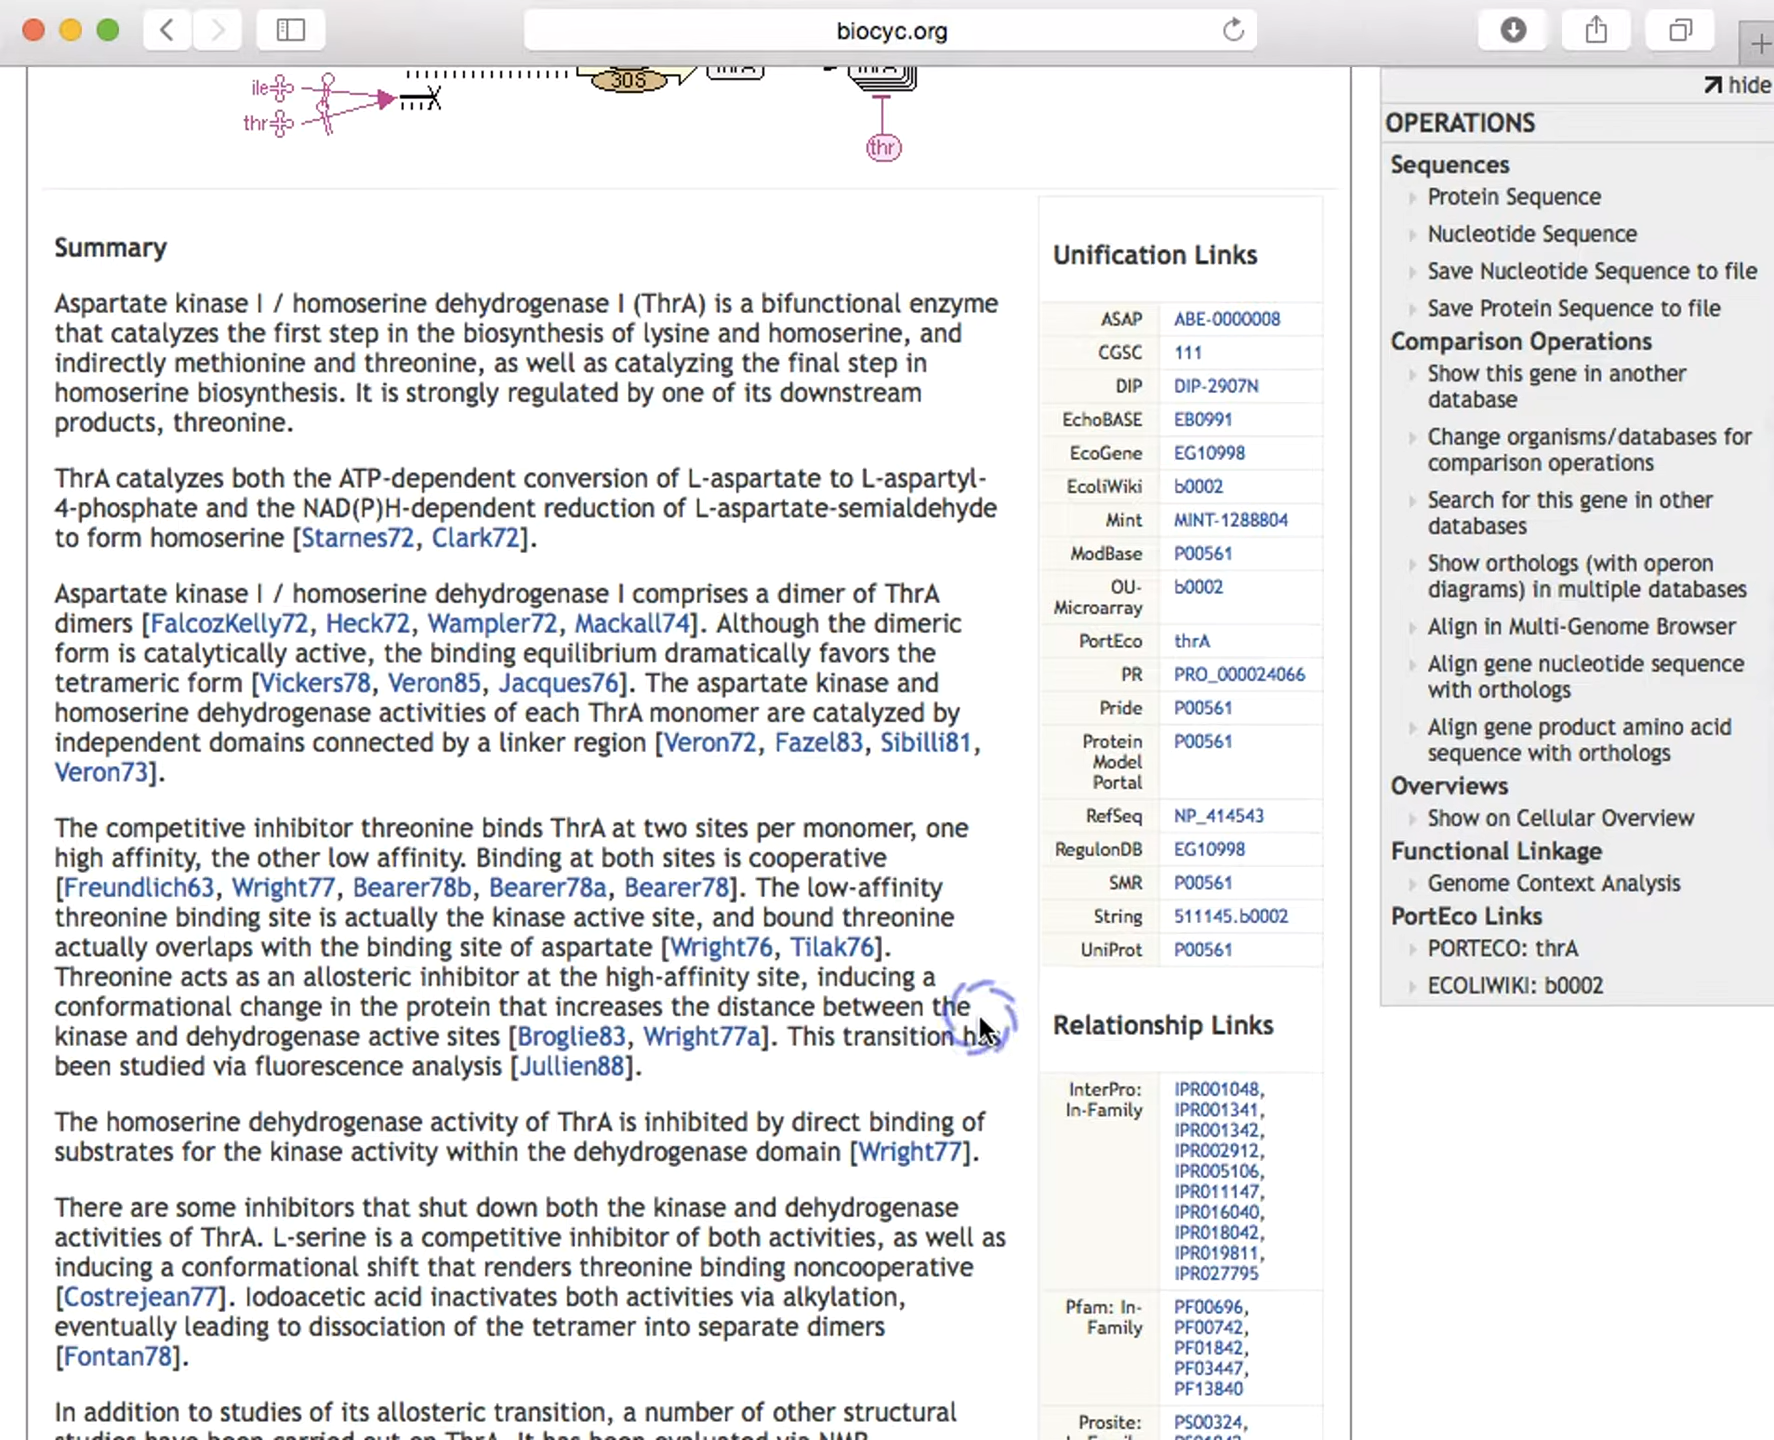 biocyc.org
ile
thr
30S
thr
hide
OPERATIONS
Sequences
Protein Sequence
Nucleotide Sequence
Save Nucleotide Sequence to file
Save Protein Sequence to file
Comparison Operations
Show this gene in another
database
Change organisms/databases for
comparison operations
Search for this gene in other
databases
Show orthologs (with operon
diagrams) in multiple databases
Align in Multi-Genome Browser
Align gene nucleotide sequence
with orthologs
Align gene product amino acid
sequence with orthologs
Overviews
Show on Cellular Overview
Functional Linkage
Genome Context Analysis
PortEco Links
PORTECO: thrA
ECOLIWIKI: b0002
Summary
Aspartate kinase I / homoserine dehydrogenase I (ThrA) is a bifunctional enzyme
that catalyzes the first step in the biosynthesis of lysine and homoserine, and
indirectly methionine and threonine, as well as catalyzing the final step in
homoserine biosynthesis. It is strongly regulated by one of its downstream
products, threonine.
ThrA catalyzes both the ATP-dependent conversion of L-aspartate to L-aspartyl-
4-phosphate and the NAD(P)H-dependent reduction of L-aspartate-semialdehyde
to form homoserine [Starnes72, Clark72].
Aspartate kinase I / homoserine dehydrogenase I comprises a dimer of ThrA
dimers [FalcozKelly72, Heck72, Wampler72, Mackall74]. Although the dimeric
form is catalytically active, the binding equilibrium dramatically favors the
tetrameric form [Vickers78, Veron85, Jacques76]. The aspartate kinase and
homoserine dehydrogenase activities of each ThrA monomer are catalyzed by
independent domains connected by a linker region [Veron72, Fazel83, Sibilli81,
Veron73].
The competitive inhibitor threonine binds ThrA at two sites per monomer, one
high affinity, the other low affinity. Binding at both sites is cooperative
[Freundlich63, Wright77, Bearer78b, Bearer78a, Bearer78]. The low-affinity
threonine binding site is actually the kinase active site, and bound threonine
actually overlaps with the binding site of aspartate [Wright76, Tilak76].
Threonine acts as an allosteric inhibitor at the high-affinity site, inducing a
conformational change in the protein that increases the distance between the
kinase and dehydrogenase active sites [Broglie83, Wright77a]. This transition has
been studied via fluorescence analysis [Jullien88].
The homoserine dehydrogenase activity of ThrA is inhibited by direct binding of
substrates for the kinase activity within the dehydrogenase domain [Wright77].
There are some inhibitors that shut down both the kinase and dehydrogenase
activities of ThrA. L-serine is a competitive inhibitor of both activities, as well as
inducing a conformational shift that renders threonine binding noncooperative
[Costrejean77]. Iodoacetic acid inactivates both activities via alkylation,
eventually leading to dissociation of the tetramer into separate dimers
[Fontan78].
In addition to studies of its allosteric transition, a number of other structural
studies have been carried out on ThrA. It has been evaluated via NMR
Unification Links
ASAP ABE-0000008
CGSC 111
DIP DIP-2907N
EchoBASE EB0991
EcoGene EG10998
EcoliWiki b0002
Mint MINT-1288804
ModBase P00561
OU- b0002
Microarray
PortEco thrA
PR PRO_000024066
Pride P00561
Protein P00561
Model
Portal
RefSeq NP_414543
RegulonDB EG10998
SMR P00561
String 511145.b0002
UniProt P00561
Relationship Links
InterPro: IPR001048,
In-Family IPR001341,
IPR001342,
IPR002912,
IPR005106,
IPR011147,
IPR016040,
IPR018042,
IPR019811,
IPR027795
Pfam: In- PF00696,
Family PF00742,
PF01842,
PF03447,
PF13840
Prosite: PS00324,